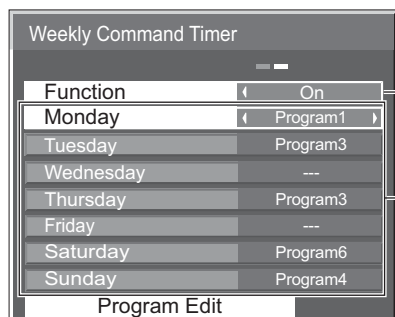 Weekly Command Timer
Function On
Monday Program1
Tuesday Program3
Wednesday ---
Thursday Program3
Friday ---
Saturday Program6
Sunday Program4
Program Edit